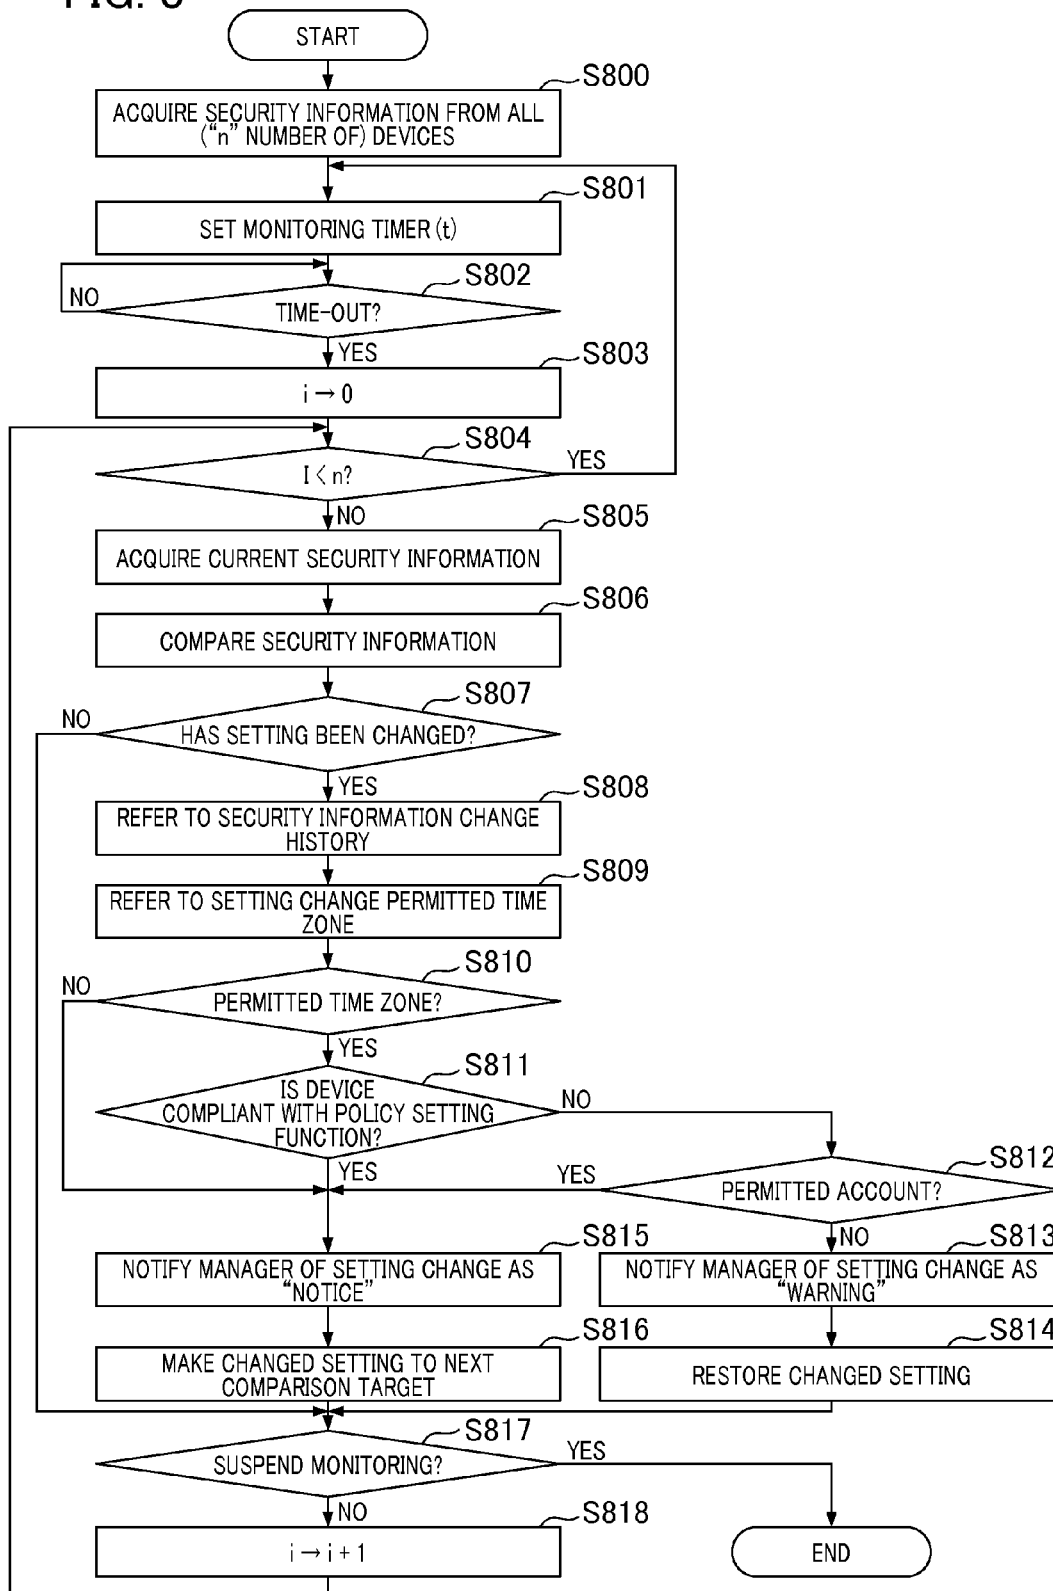 START
S800
ACQUIRE SECURITY INFORMATION FROM ALL
("n" NUMBER OF) DEVICES
S801
SET MONITORING TIMER (t)
S802
NO
TIME-OUT?
YES
S803
i → 0
S804
I < n?
YES
NO
S805
ACQUIRE CURRENT SECURITY INFORMATION
S806
COMPARE SECURITY INFORMATION
S807
NO
HAS SETTING BEEN CHANGED?
YES
S808
REFER TO SECURITY INFORMATION CHANGE
HISTORY
S809
REFER TO SETTING CHANGE PERMITTED TIME
ZONE
S810
NO
PERMITTED TIME ZONE?
YES
S811
IS DEVICE
COMPLIANT WITH POLICY SETTING
FUNCTION?
NO
YES
S812
YES
PERMITTED ACCOUNT?
NO
S815
NOTIFY MANAGER OF SETTING CHANGE AS
"NOTICE"
S813
NOTIFY MANAGER OF SETTING CHANGE AS
"WARNING"
S816
MAKE CHANGED SETTING TO NEXT
COMPARISON TARGET
S814
RESTORE CHANGED SETTING
S817
SUSPEND MONITORING?
YES
NO
S818
i → i + 1
END